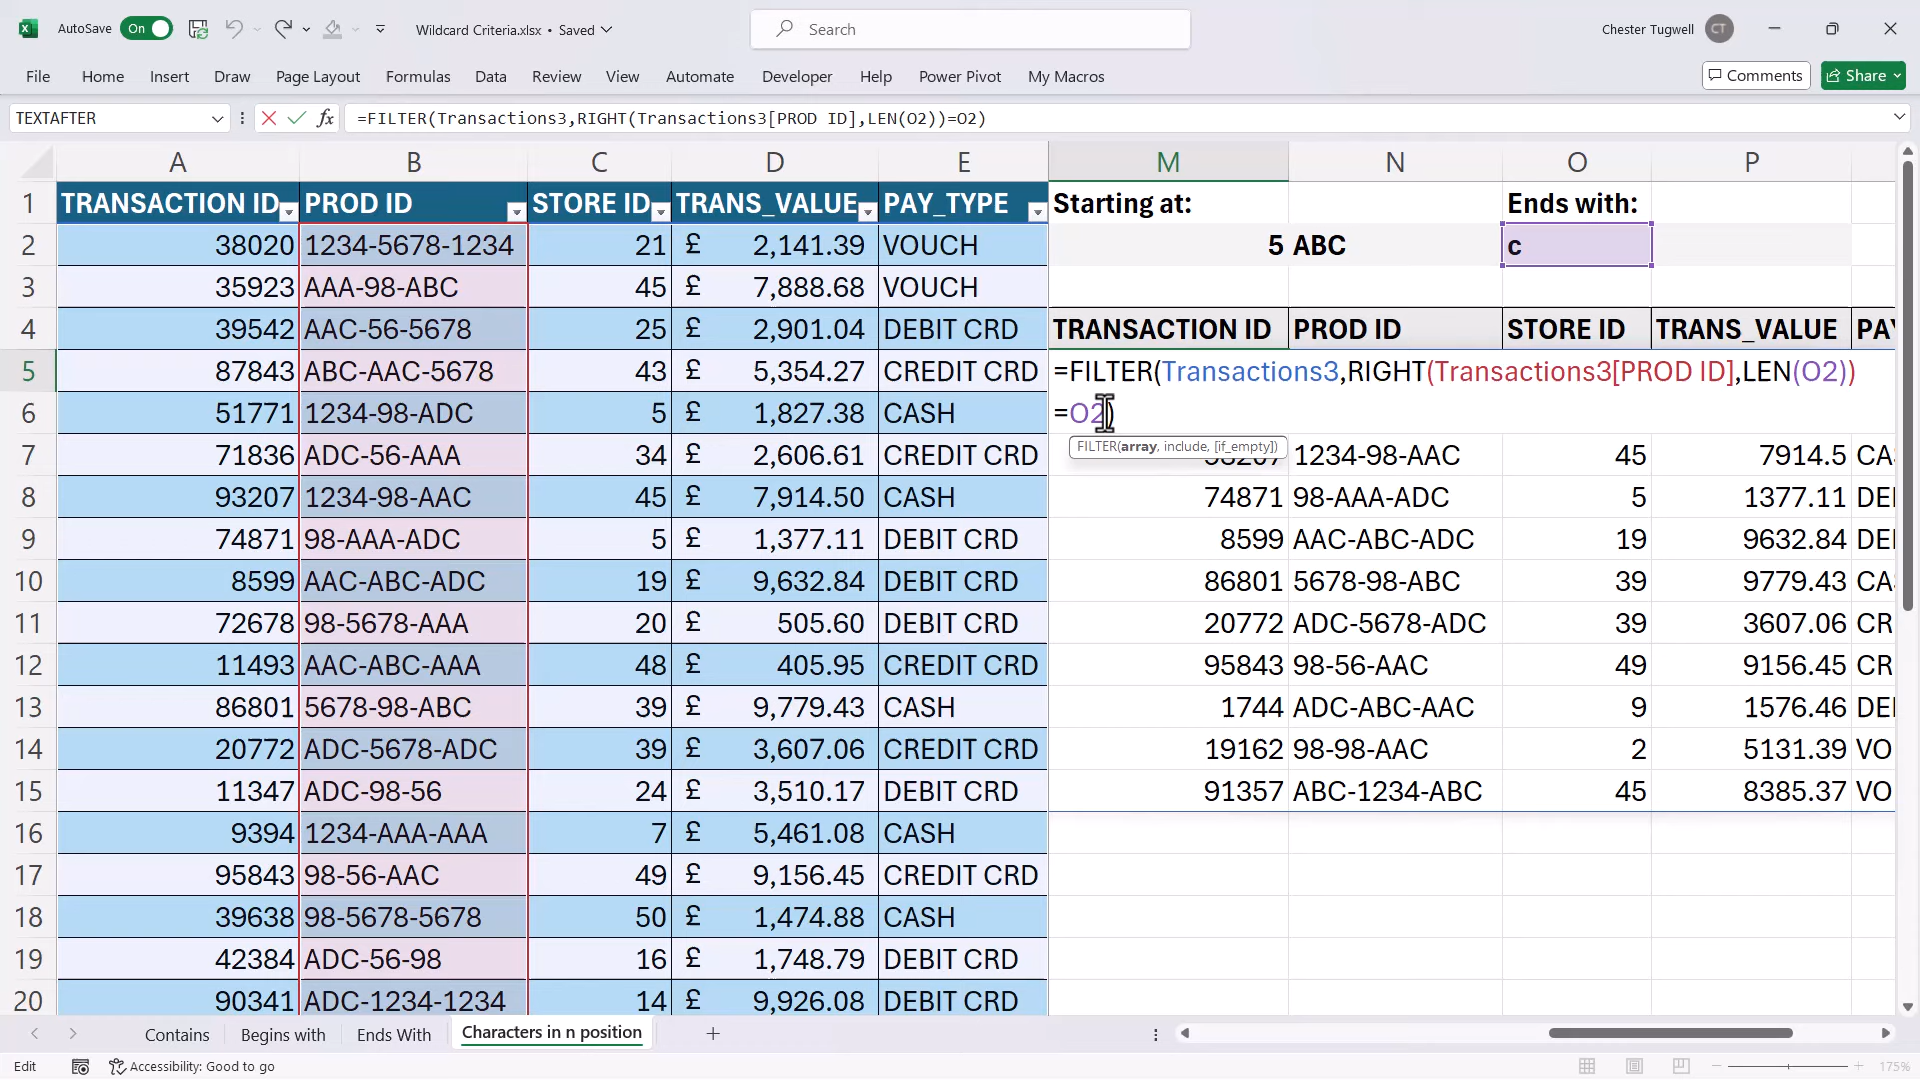 AutoSave On Wildcard Criteria.xlsx • Saved Search Chester Tugwell CT
File Home Insert Draw Page Layout Formulas Data Review View Automate Developer Help Power Pivot My Macros Comments Share
TEXTAFTER fx =FILTER(Transactions3,RIGHT(Transactions3[PROD ID],LEN(O2))=O2)
A B C D E M N O P
1 TRANSACTION ID PROD ID STORE ID TRANS_VALUE PAY_TYPE Starting at: Ends with:
2 38020 1234-5678-1234 21 £ 2,141.39 VOUCH 5 ABC c
3 35923 AAA-98-ABC 45 £ 7,888.68 VOUCH
4 39542 AAC-56-5678 25 £ 2,901.04 DEBIT CRD TRANSACTION ID PROD ID STORE ID TRANS_VALUE PA
5 87843 ABC-AAC-5678 43 £ 5,354.27 CREDIT CRD =FILTER(Transactions3,RIGHT(Transactions3[PROD ID],LEN(O2))
6 51771 1234-98-ADC 5 £ 1,827.38 CASH =O2)
FILTER(array, include, [if_empty])
7 71836 ADC-56-AAA 34 £ 2,606.61 CREDIT CRD 93207 1234-98-AAC 45 7914.5 CA
8 93207 1234-98-AAC 45 £ 7,914.50 CASH 74871 98-AAA-ADC 5 1377.11 DE
9 74871 98-AAA-ADC 5 £ 1,377.11 DEBIT CRD 8599 AAC-ABC-ADC 19 9632.84 DE
10 8599 AAC-ABC-ADC 19 £ 9,632.84 DEBIT CRD 86801 5678-98-ABC 39 9779.43 CA
11 72678 98-5678-AAA 20 £ 505.60 DEBIT CRD 20772 ADC-5678-ADC 39 3607.06 CR
12 11493 AAC-ABC-AAA 48 £ 405.95 CREDIT CRD 95843 98-56-AAC 49 9156.45 CR
13 86801 5678-98-ABC 39 £ 9,779.43 CASH 1744 ADC-ABC-AAC 9 1576.46 DE
14 20772 ADC-5678-ADC 39 £ 3,607.06 CREDIT CRD 19162 98-98-AAC 2 5131.39 VO
15 11347 ADC-98-56 24 £ 3,510.17 DEBIT CRD 91357 ABC-1234-ABC 45 8385.37 VO
16 9394 1234-AAA-AAA 7 £ 5,461.08 CASH
17 95843 98-56-AAC 49 £ 9,156.45 CREDIT CRD
18 39638 98-5678-5678 50 £ 1,474.88 CASH
19 42384 ADC-56-98 16 £ 1,748.79 DEBIT CRD
20 90341 ADC-1234-1234 14 £ 9,926.08 DEBIT CRD
Contains Begins with Ends With Characters in n position
Edit Accessibility: Good to go 175%